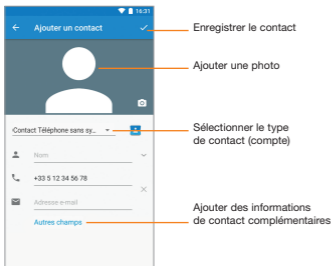 16:31
Ajouter un contact
Enregistrer le contact
Ajouter une photo
Contact Téléphone sans sy...
Sélectionner le type
de contact (compte)
Nom
+33 5 12 34 56 78
Adresse e-mail
Autres champs
Ajouter des informations
de contact complémentaires